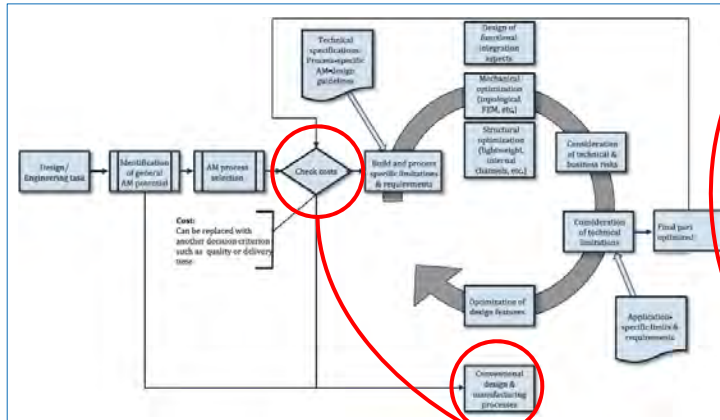 Technical
specifications-
Process-specific
AM-design
guidelines
Design of
functional
integration
aspects
Mechanical
optimization
(topological,
FEM, etc.)
Structural
optimization
(lightweight,
internal
channels, etc.)
Design/
Engineering task
Identification
of general
AM potential
AM process
selection
Check costs
Build and process
specific limitations
& requirements
Consideration
of technical &
business risks
Cost:
Can be replaced with
another decision criterion
such as quality or delivery
time
Consideration
of technical
limitations
Final part
optimized
Optimization of
design features
Application-
specific limits &
requirements
Conventional
design &
manufacturing
processes